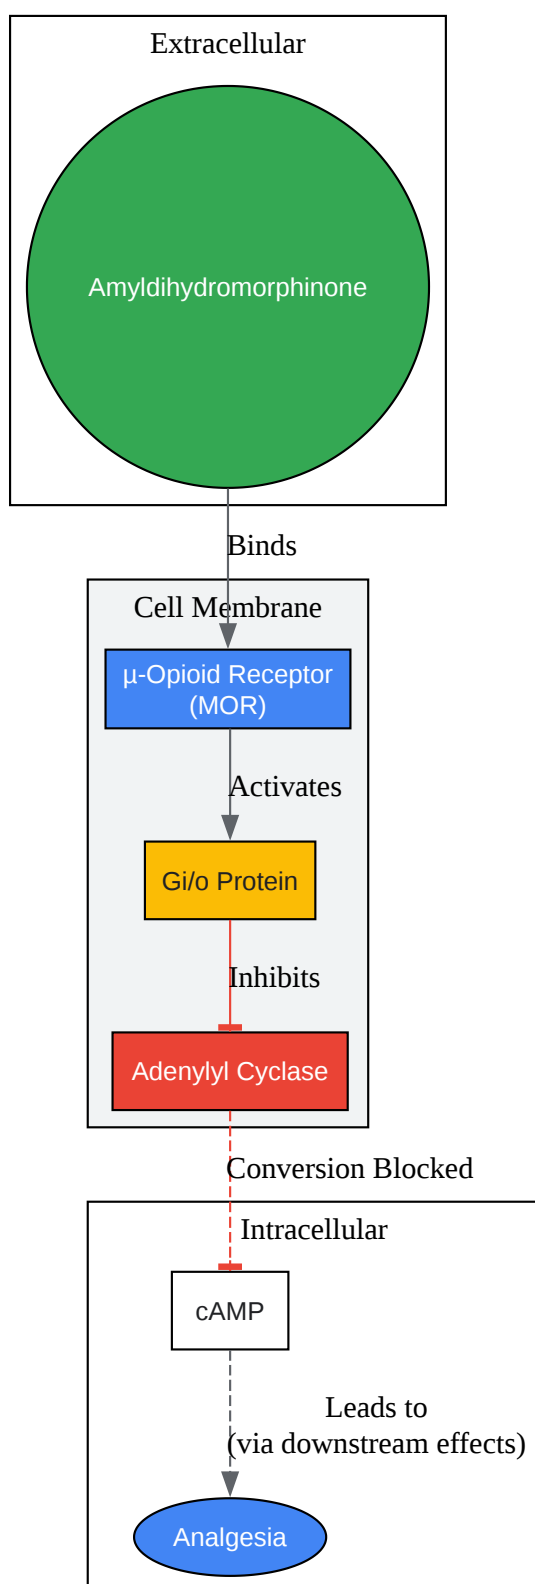 Extracellular
Amyldihydromorphinone
Binds
Cell Membrane
µ-Opioid Receptor
(MOR)
Activates
Gi/o Protein
Inhibits
Adenylyl Cyclase
Conversion Blocked
Intracellular
cAMP
Leads to
(via downstream effects)
Analgesia